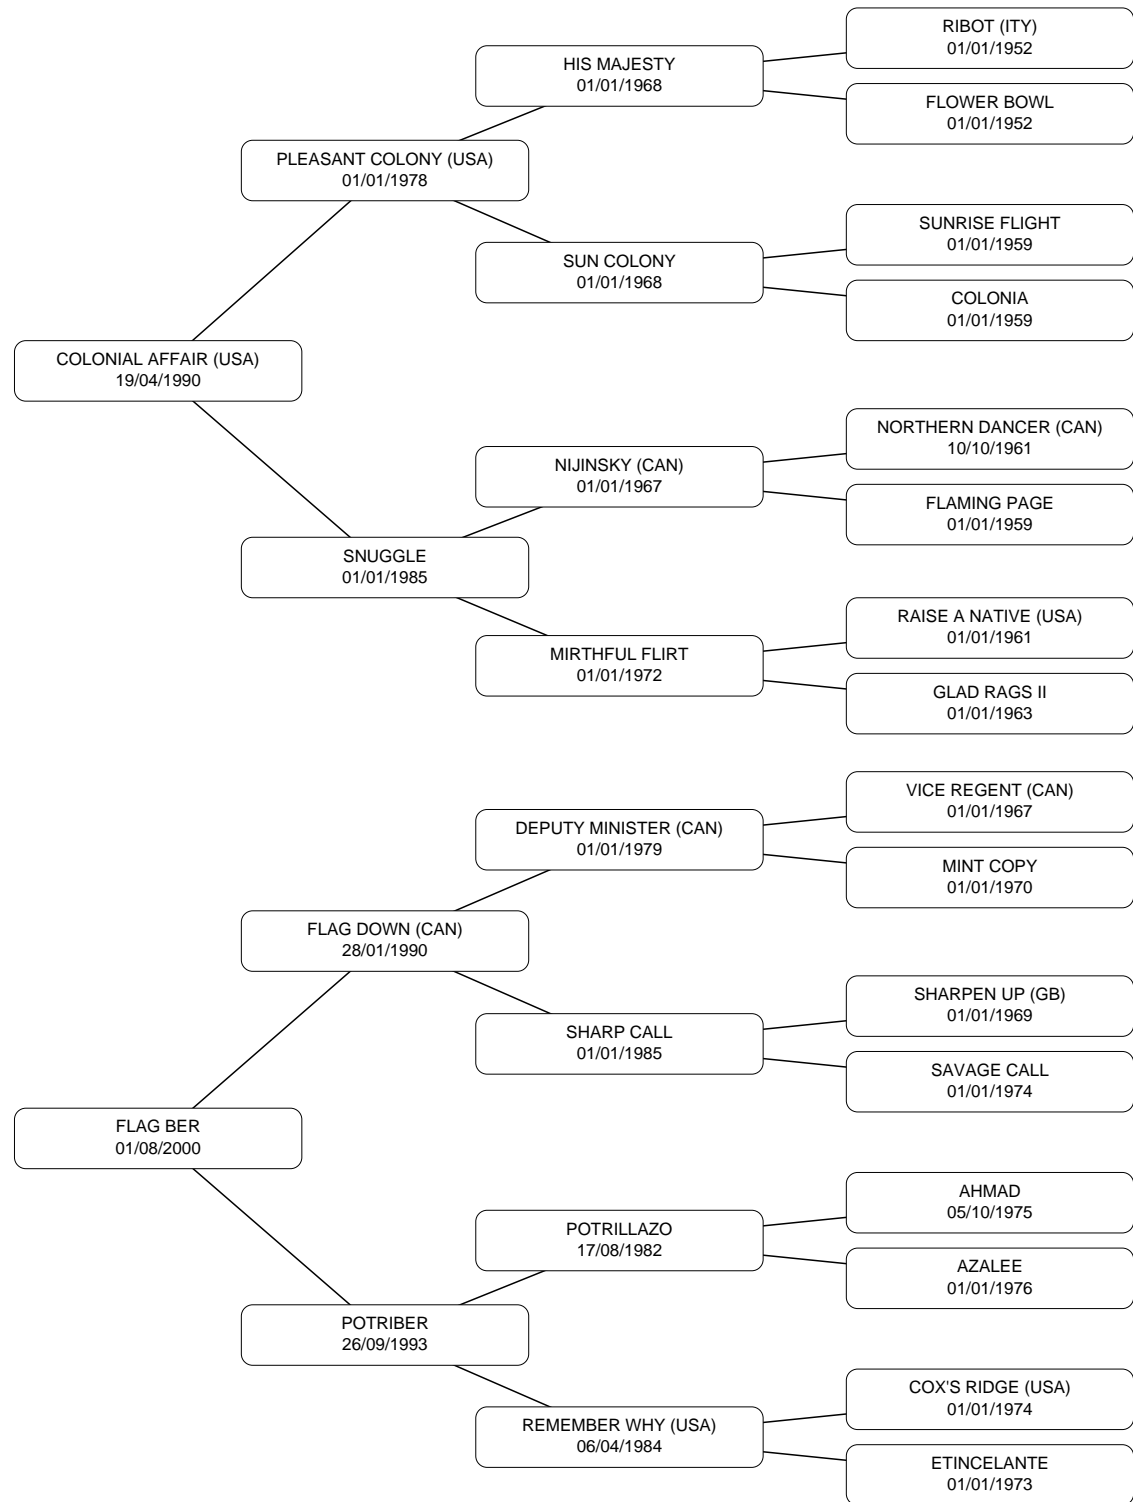 RIBOT (ITY)
01/01/1952
HIS MAJESTY
01/01/1968
FLOWER BOWL
01/01/1952
PLEASANT COLONY (USA)
01/01/1978
SUNRISE FLIGHT
01/01/1959
SUN COLONY
01/01/1968
COLONIA
01/01/1959
COLONIAL AFFAIR (USA)
19/04/1990
NORTHERN DANCER (CAN)
10/10/1961
NIJINSKY (CAN)
01/01/1967
FLAMING PAGE
01/01/1959
SNUGGLE
01/01/1985
RAISE A NATIVE (USA)
01/01/1961
MIRTHFUL FLIRT
01/01/1972
GLAD RAGS II
01/01/1963
VICE REGENT (CAN)
01/01/1967
DEPUTY MINISTER (CAN)
01/01/1979
MINT COPY
01/01/1970
FLAG DOWN (CAN)
28/01/1990
SHARPEN UP (GB)
01/01/1969
SHARP CALL
01/01/1985
SAVAGE CALL
01/01/1974
FLAG BER
01/08/2000
AHMAD
05/10/1975
POTRILLAZO
17/08/1982
AZALEE
01/01/1976
POTRIBER
26/09/1993
COX'S RIDGE (USA)
01/01/1974
REMEMBER WHY (USA)
06/04/1984
ETINCELANTE
01/01/1973